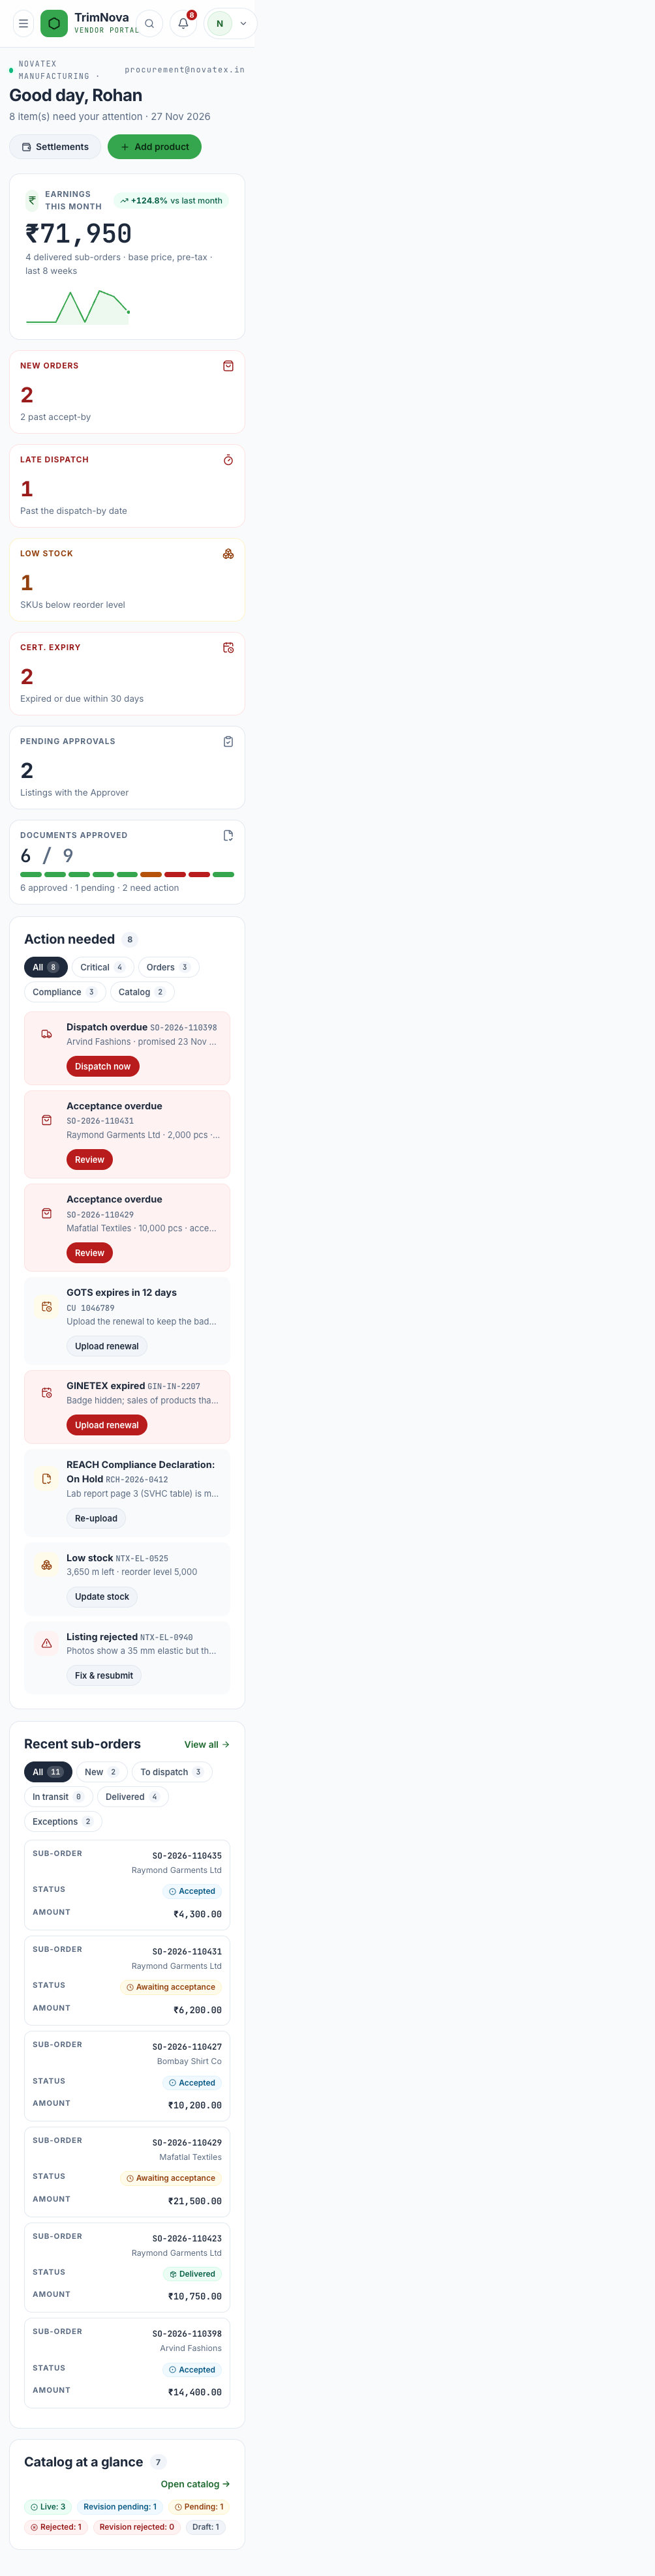 TrimNova
VENDOR PORTAL
8
N
NOVATEX
MANUFACTURING ·
procurement@novatex.in
Good day, Rohan
8 item(s) need your attention · 27 Nov 2026
Settlements
Add product
₹
EARNINGS
THIS MONTH
+124.8% vs last month
₹71,950
4 delivered sub-orders · base price, pre-tax ·
last 8 weeks
NEW ORDERS
2
2 past accept-by
LATE DISPATCH
1
Past the dispatch-by date
LOW STOCK
1
SKUs below reorder level
CERT. EXPIRY
2
Expired or due within 30 days
PENDING APPROVALS
2
Listings with the Approver
DOCUMENTS APPROVED
6 / 9
6 approved · 1 pending · 2 need action
Action needed 8
All 8 Critical 4 Orders 3
Compliance 3 Catalog 2
Dispatch overdue SO-2026-110398
Arvind Fashions · promised 23 Nov ...
Dispatch now
Acceptance overdue
SO-2026-110431
Raymond Garments Ltd · 2,000 pcs ·...
Review
Acceptance overdue
SO-2026-110429
Mafatlal Textiles · 10,000 pcs · acce...
Review
GOTS expires in 12 days
CU 1046789
Upload the renewal to keep the bad...
Upload renewal
GINETEX expired GIN-IN-2207
Badge hidden; sales of products tha...
Upload renewal
REACH Compliance Declaration:
On Hold RCH-2026-0412
Lab report page 3 (SVHC table) is m...
Re-upload
Low stock NTX-EL-0525
3,650 m left · reorder level 5,000
Update stock
Listing rejected NTX-EL-0940
Photos show a 35 mm elastic but th...
Fix & resubmit
Recent sub-orders View all →
All 11 New 2 To dispatch 3
In transit 0 Delivered 4
Exceptions 2
SUB-ORDER SO-2026-110435
Raymond Garments Ltd
STATUS Accepted
AMOUNT ₹4,300.00
SUB-ORDER SO-2026-110431
Raymond Garments Ltd
STATUS Awaiting acceptance
AMOUNT ₹6,200.00
SUB-ORDER SO-2026-110427
Bombay Shirt Co
STATUS Accepted
AMOUNT ₹10,200.00
SUB-ORDER SO-2026-110429
Mafatlal Textiles
STATUS Awaiting acceptance
AMOUNT ₹21,500.00
SUB-ORDER SO-2026-110423
Raymond Garments Ltd
STATUS Delivered
AMOUNT ₹10,750.00
SUB-ORDER SO-2026-110398
Arvind Fashions
STATUS Accepted
AMOUNT ₹14,400.00
Catalog at a glance 7
Open catalog →
Live: 3 Revision pending: 1 Pending: 1
Rejected: 1 Revision rejected: 0 Draft: 1